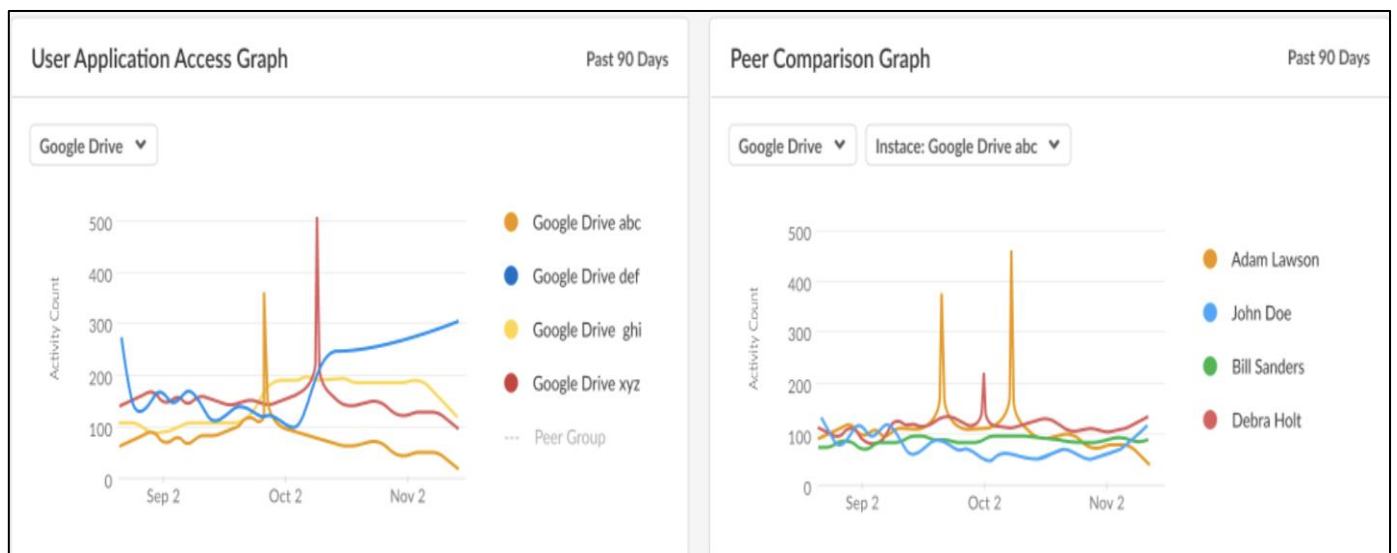 User Application Access Graph
Past 90 Days
Google Drive
Activity Count
500
400
300
200
100
0
Sep 2
Oct 2
Nov 2
Google Drive abc
Google Drive def
Google Drive ghi
Google Drive xyz
Peer Group
Peer Comparison Graph
Past 90 Days
Google Drive
Instace: Google Drive abc
Activity Count
500
400
300
200
100
0
Sep 2
Oct 2
Nov 2
Adam Lawson
John Doe
Bill Sanders
Debra Holt